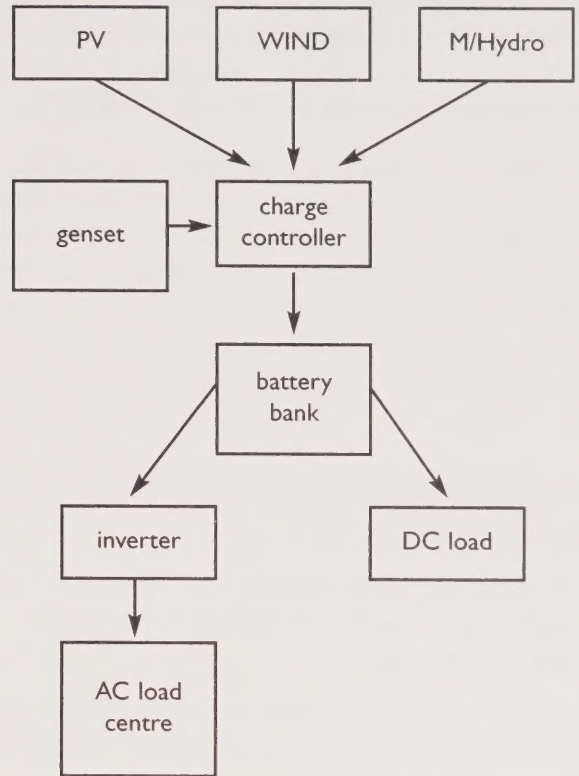 PV
WIND
M/Hydro
genset
charge
controller
battery
bank
inverter
DC load
AC load
centre